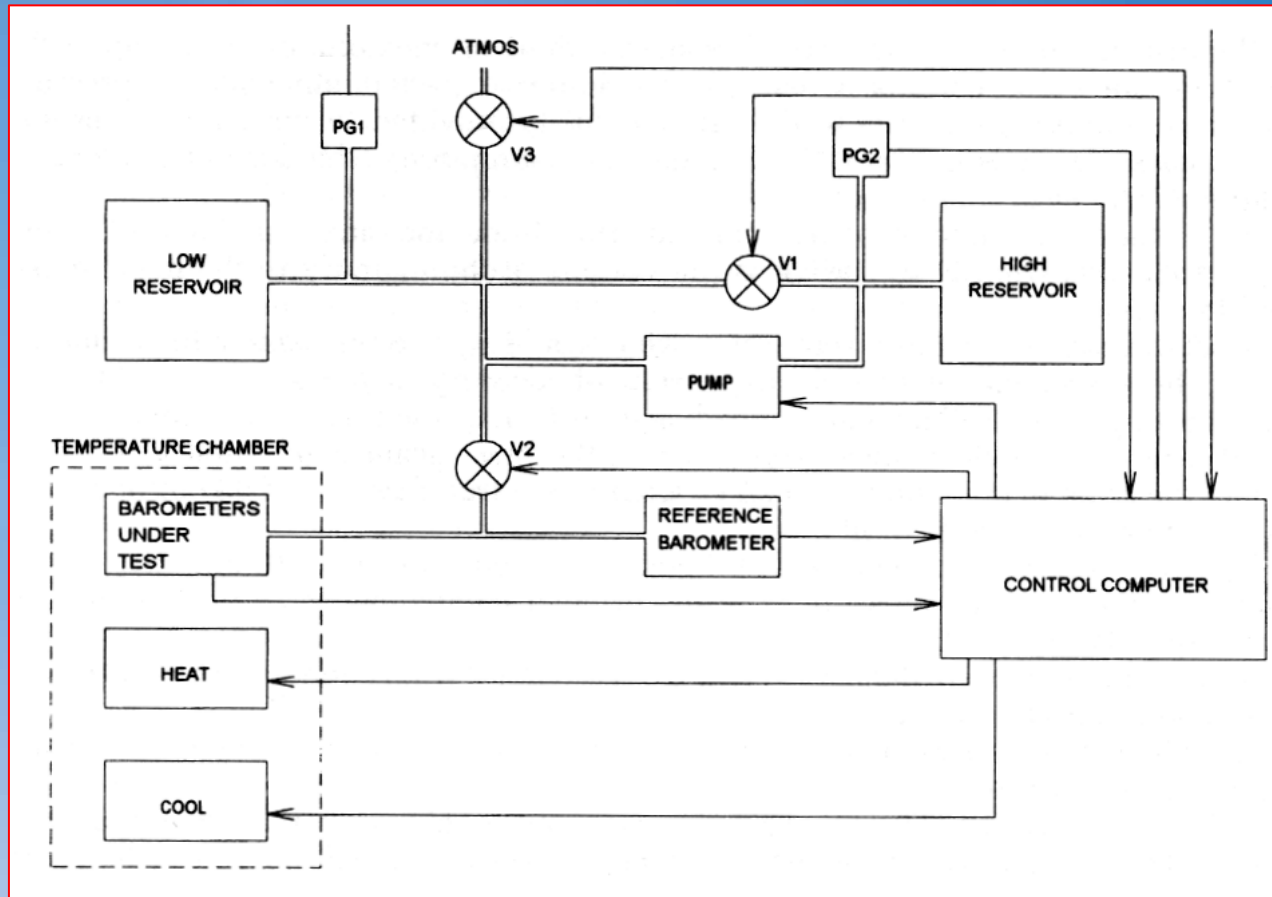 ATMOS
PG1
V3
PG2
LOW
RESERVOIR
V1
HIGH
RESERVOIR
PUMP
TEMPERATURE CHAMBER
V2
BAROMETERS
UNDER
TEST
REFERENCE
BAROMETER
CONTROL COMPUTER
HEAT
COOL